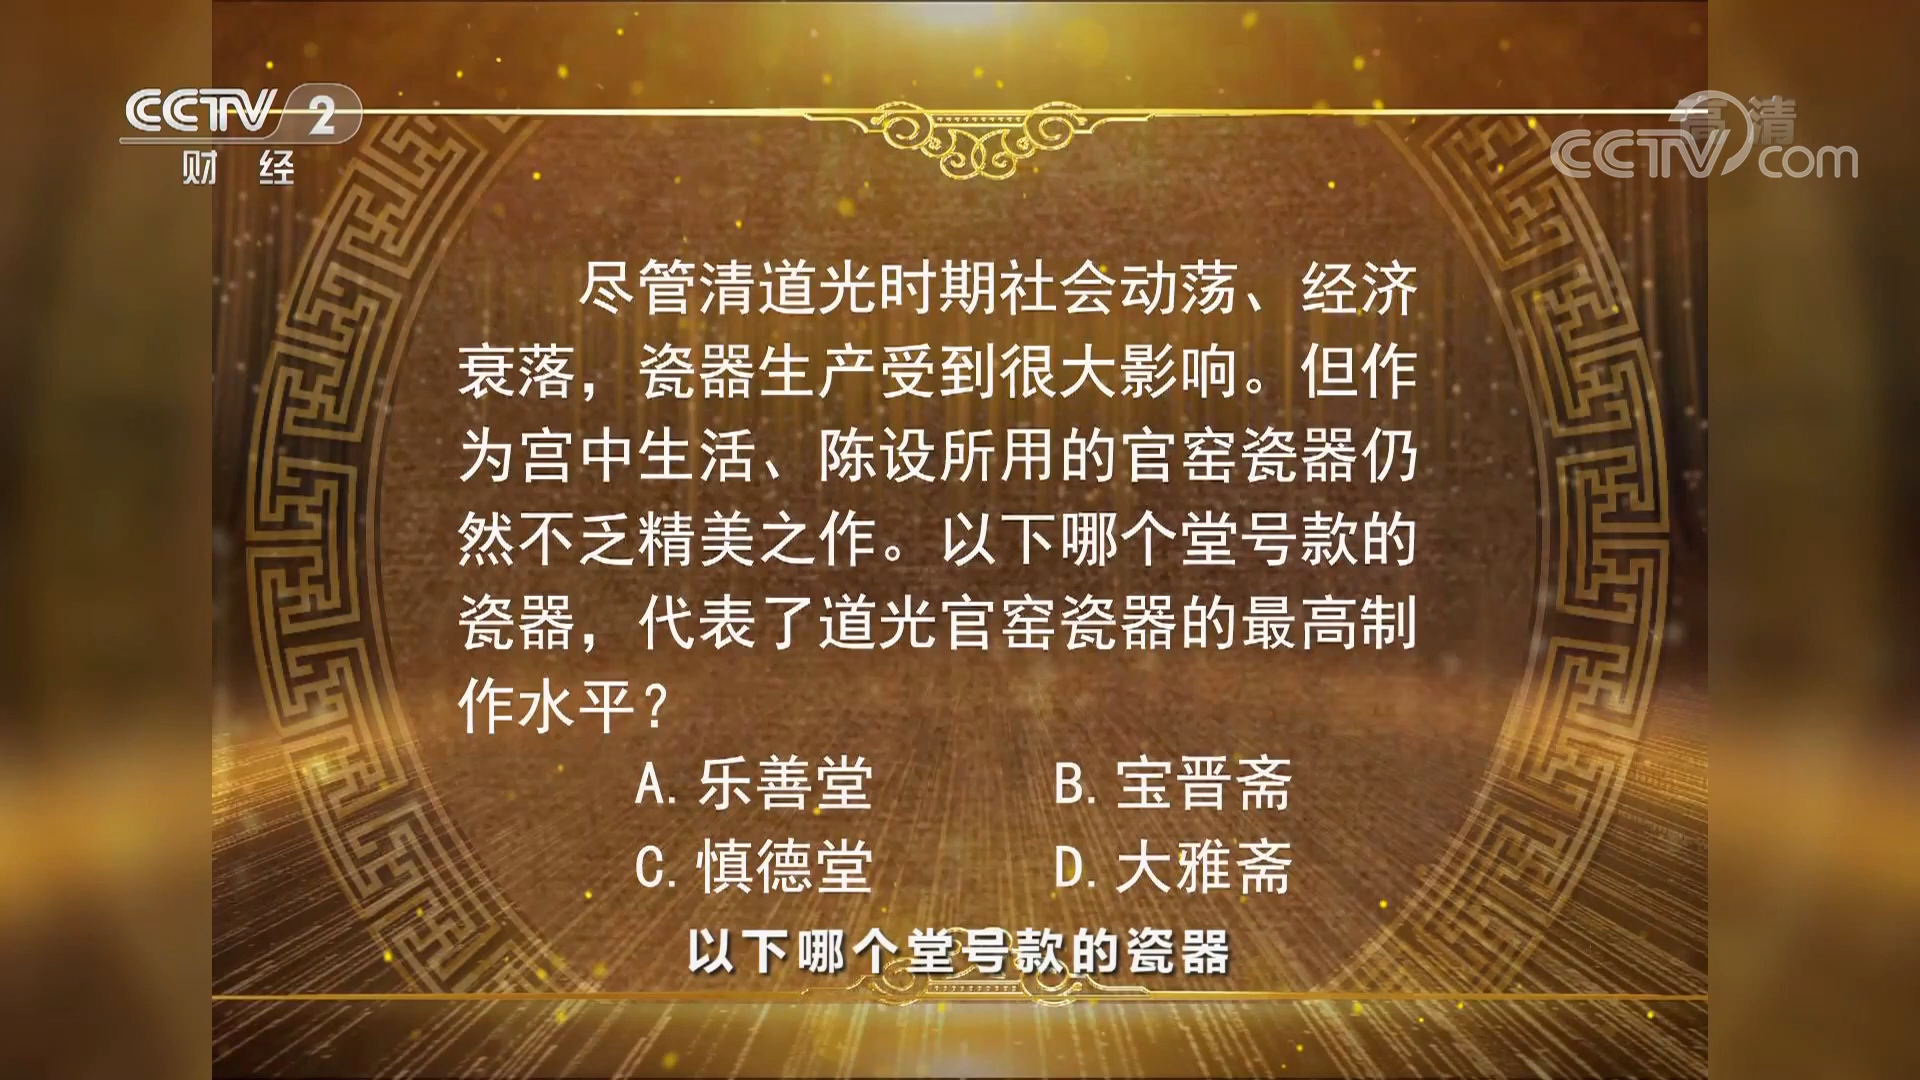 CCTV 2
财 经
高清
CCTV.com
尽管清道光时期社会动荡、经济
衰落，瓷器生产受到很大影响。但作
为宫中生活、陈设所用的官窑瓷器仍
然不乏精美之作。以下哪个堂号款的
瓷器，代表了道光官窑瓷器的最高制
作水平？
A. 乐善堂 B. 宝晋斋
C. 慎德堂 D. 大雅斋
以下哪个堂号款的瓷器